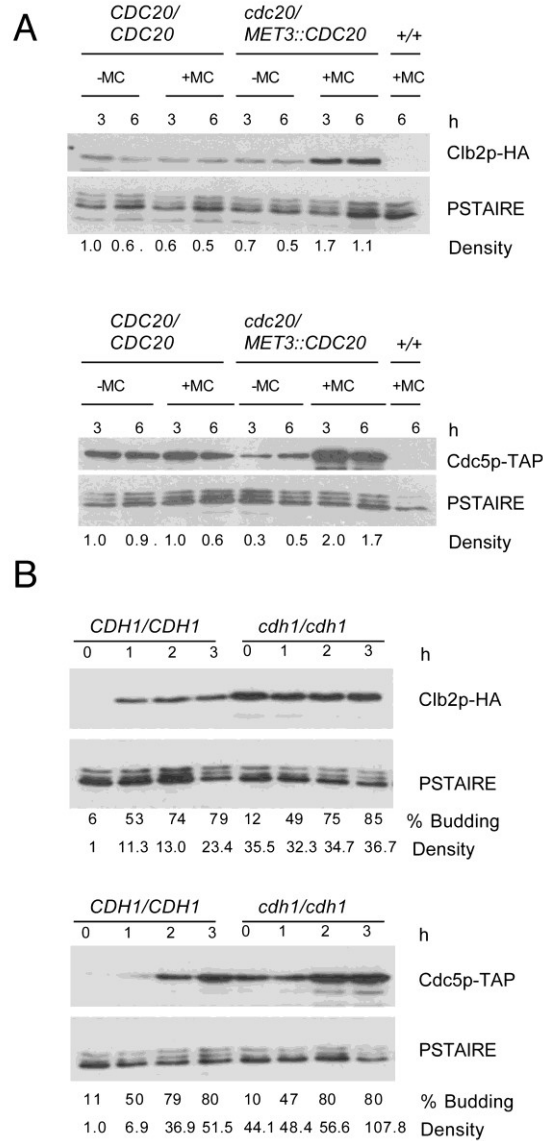 A
CDC20/ cdc20/
CDC20 MET3::CDC20 +/+
-MC +MC -MC +MC +MC
3 6 3 6 3 6 3 6 6 h
Clb2p-HA
PSTAIRE
1.0 0.6 . 0.6 0.5 0.7 0.5 1.7 1.1 Density
CDC20/ cdc20/
CDC20 MET3::CDC20 +/+
-MC +MC -MC +MC +MC
3 6 3 6 3 6 3 6 6 h
Cdc5p-TAP
PSTAIRE
1.0 0.9 . 1.0 0.6 0.3 0.5 2.0 1.7 Density
B
CDH1/CDH1 cdh1/cdh1
0 1 2 3 0 1 2 3 h
Clb2p-HA
PSTAIRE
6 53 74 79 12 49 75 85 % Budding
1 11.3 13.0 23.4 35.5 32.3 34.7 36.7 Density
CDH1/CDH1 cdh1/cdh1
0 1 2 3 0 1 2 3 h
Cdc5p-TAP
PSTAIRE
11 50 79 80 10 47 80 80 % Budding
1.0 6.9 36.9 51.5 44.1 48.4 56.6 107.8 Density